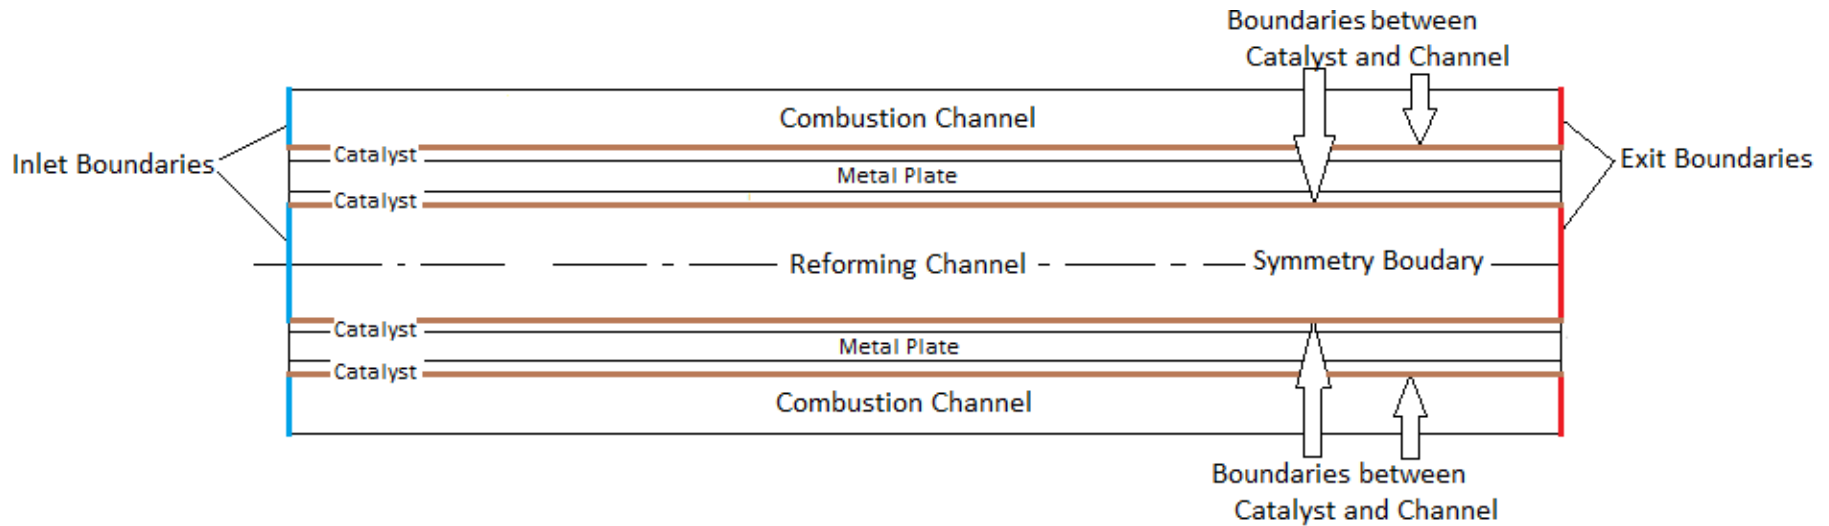 Boundaries between
Catalyst and Channel
Combustion Channel
Inlet Boundaries
Catalyst
Exit Boundaries
Metal Plate
Catalyst
Reforming Channel
Symmetry Boudary
Catalyst
Metal Plate
Catalyst
Combustion Channel
Boundaries between
Catalyst and Channel